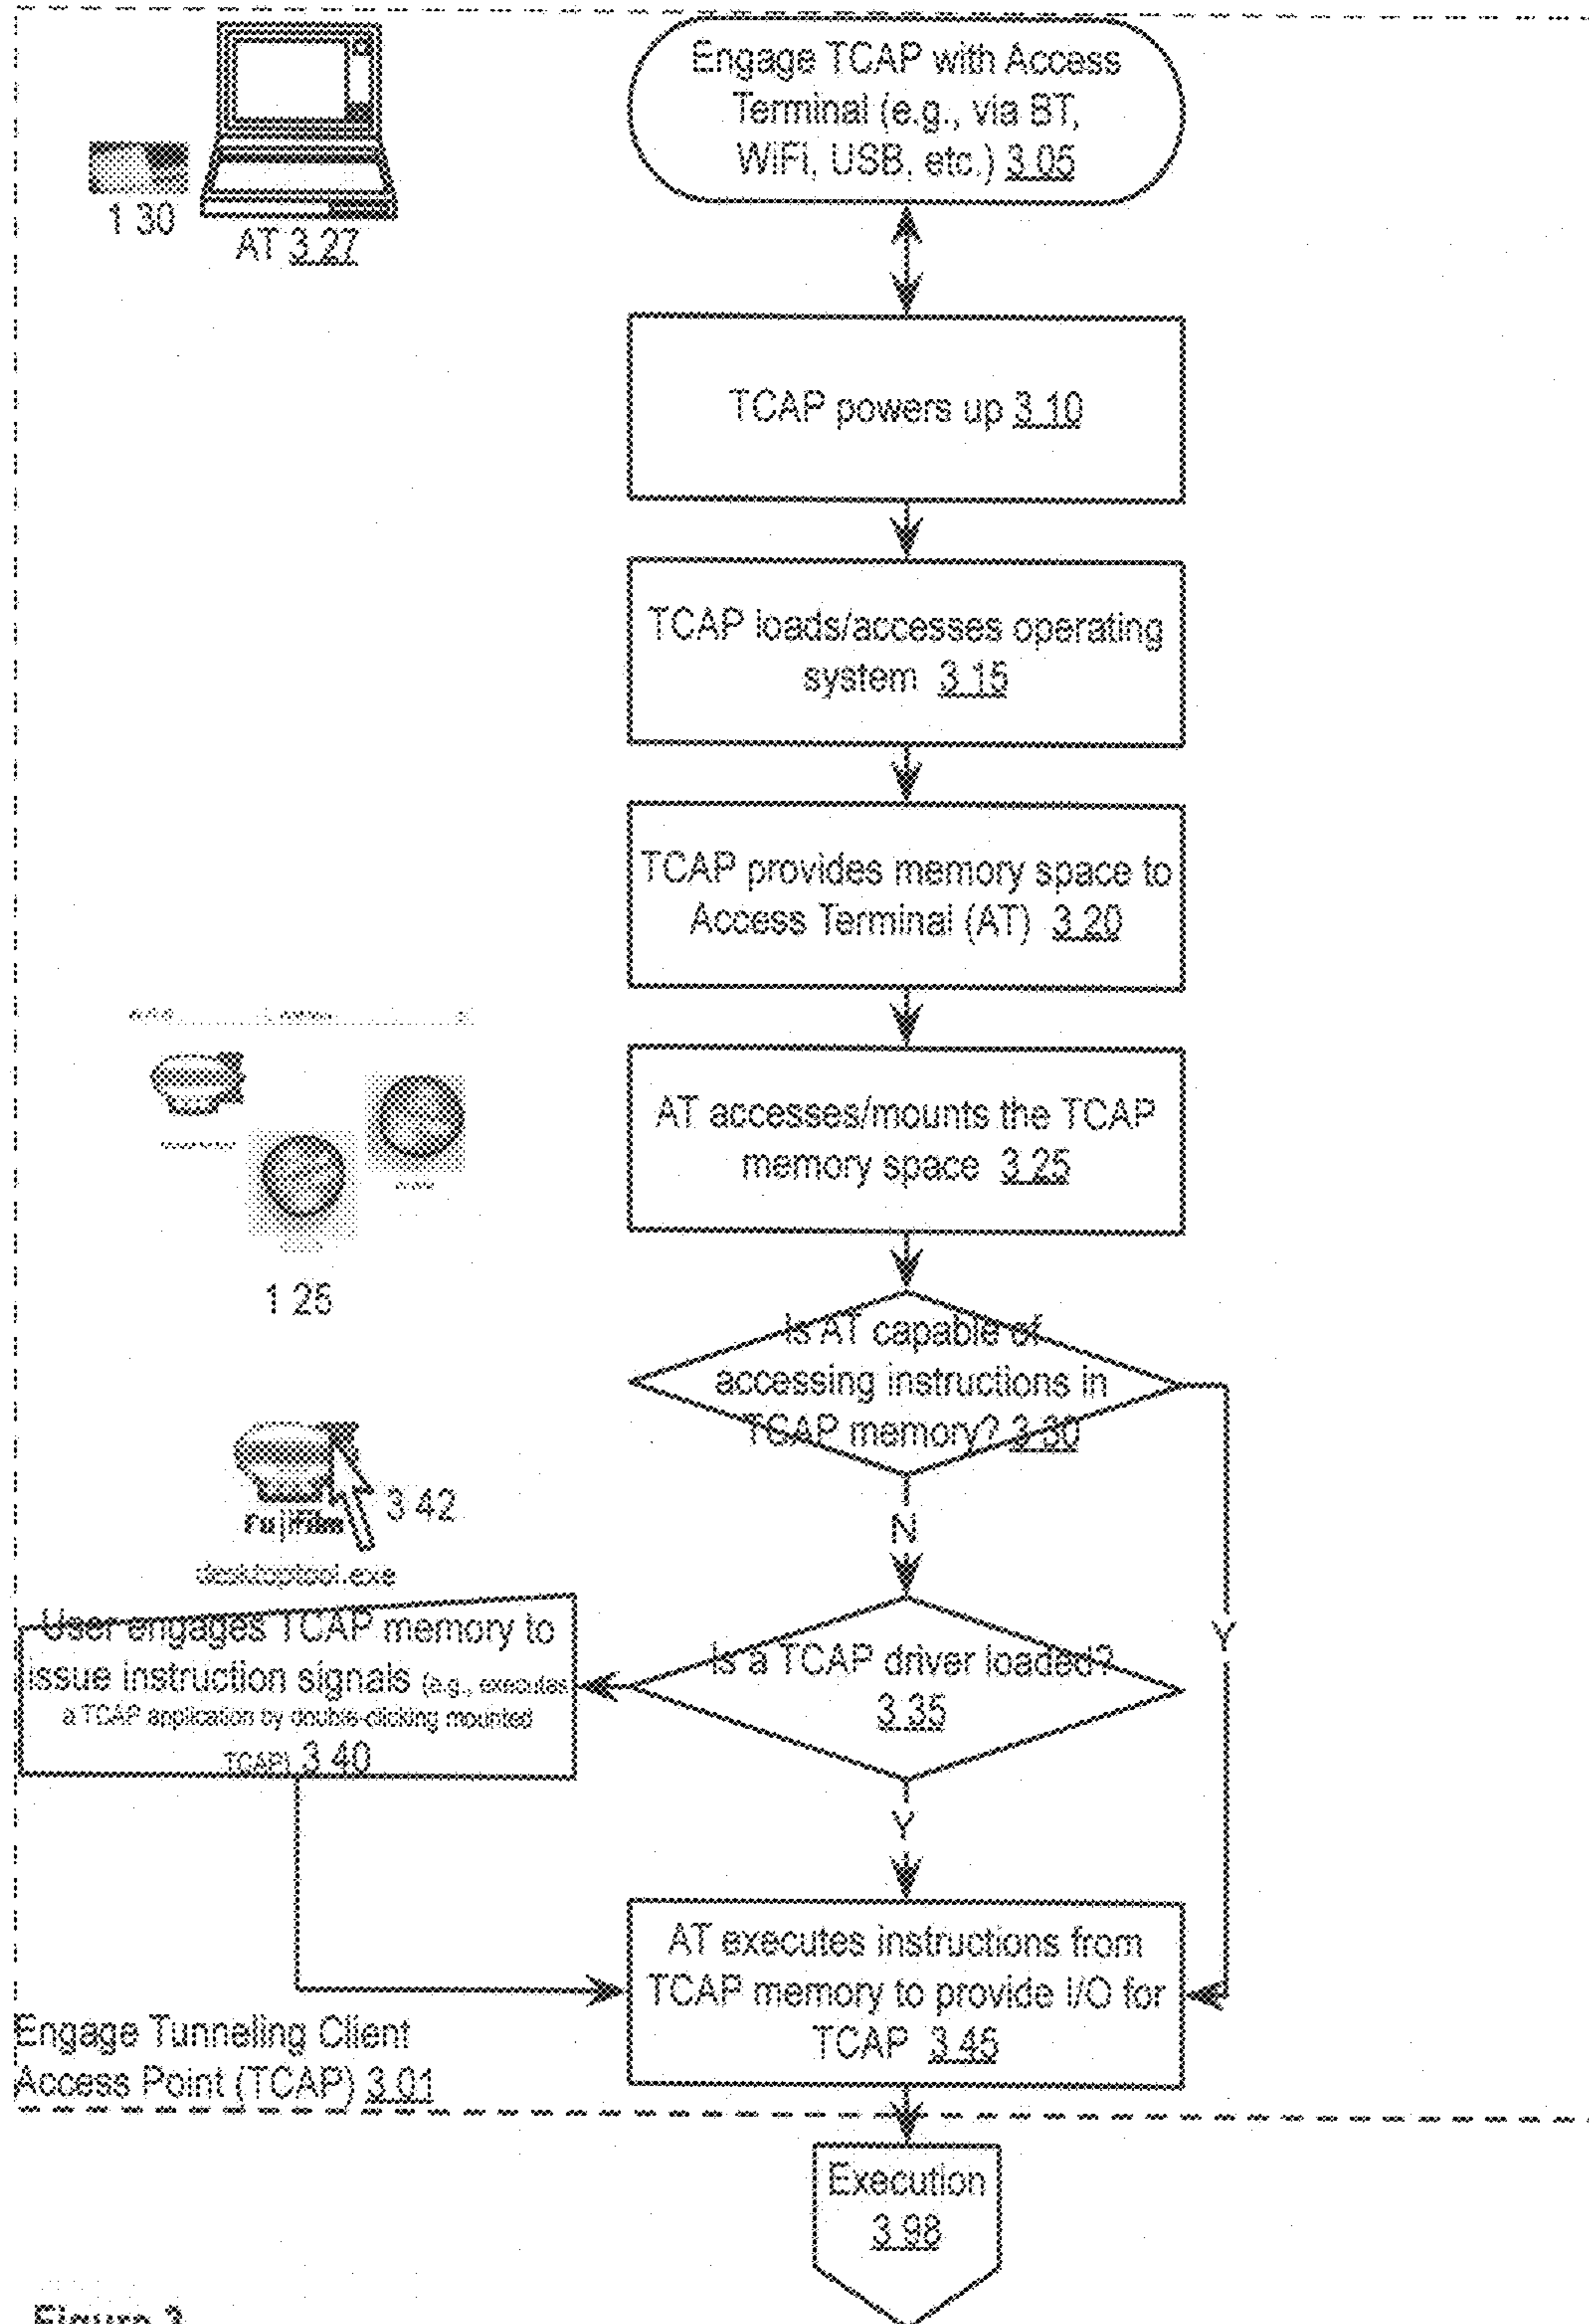 Engage TCAP with Access
Terminal (e.g., via BT,
WiFi, USB, etc.) 3 05
1 30
AT 3 27
TCAP powers up 3 10
TCAP loads/accesses operating
system 3 15
TCAP provides memory space to
Access Terminal (AT) 3 20
AT accesses/mounts the TCAP
memory space 3 25
1 25
Is AT capable of
accessing instructions in
TCAP memory? 3 30
N
Y
3 42
desktoptool.exe
User engages TCAP memory to
issue instruction signals (e.g., executes
a TCAP application by double-clicking mounted
TCAP) 3 40
Is a TCAP driver loaded?
3 35
Y
AT executes instructions from
TCAP memory to provide I/O for
TCAP 3 45
Engage Tunneling Client
Access Point (TCAP) 3 01
Execution
3 98
Figure 3